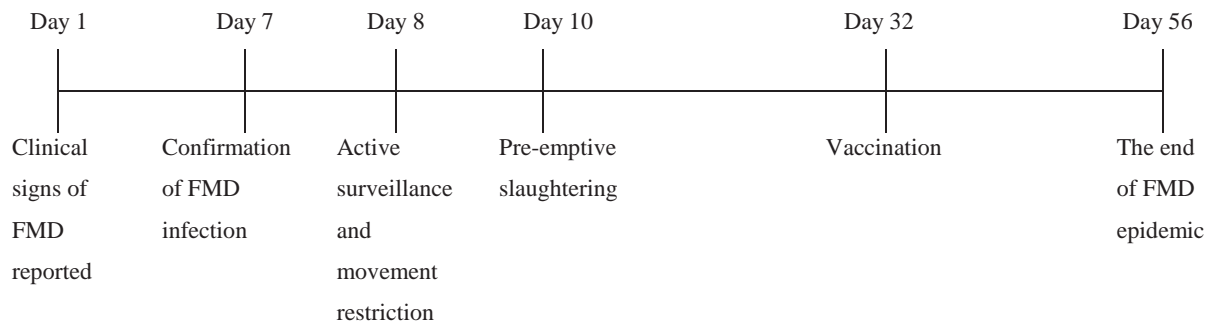 Day 1 Day 7 Day 8 Day 10 Day 32 Day 56
Clinical
signs of
FMD
reported
Confirmation
of FMD
infection
Active
surveillance
and
movement
restriction
Pre-emptive
slaughtering
Vaccination
The end
of FMD
epidemic